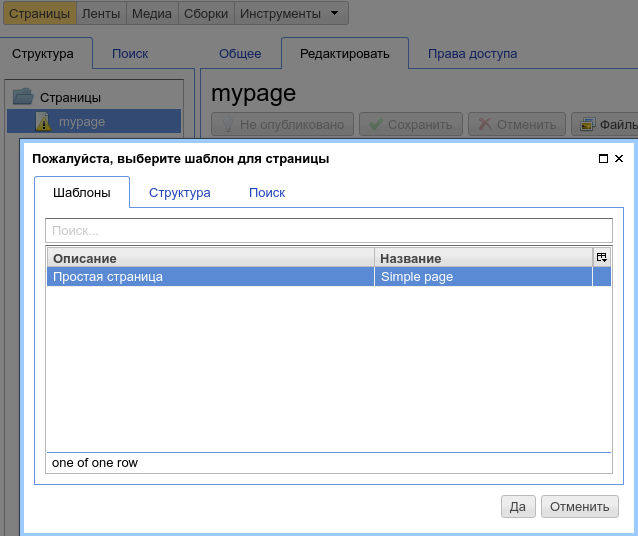 Страницы Ленты Медиа Сборки Инструменты
Структура Поиск Общее Редактировать Права доступа
Страницы
mypage
mypage
Не опубликовано Сохранить Отменить Файлы
Пожалуйста, выберите шаблон для страницы
Шаблоны Структура Поиск
Поиск...
Описание Название
Простая страница Simple page
one of one row
Да Отменить